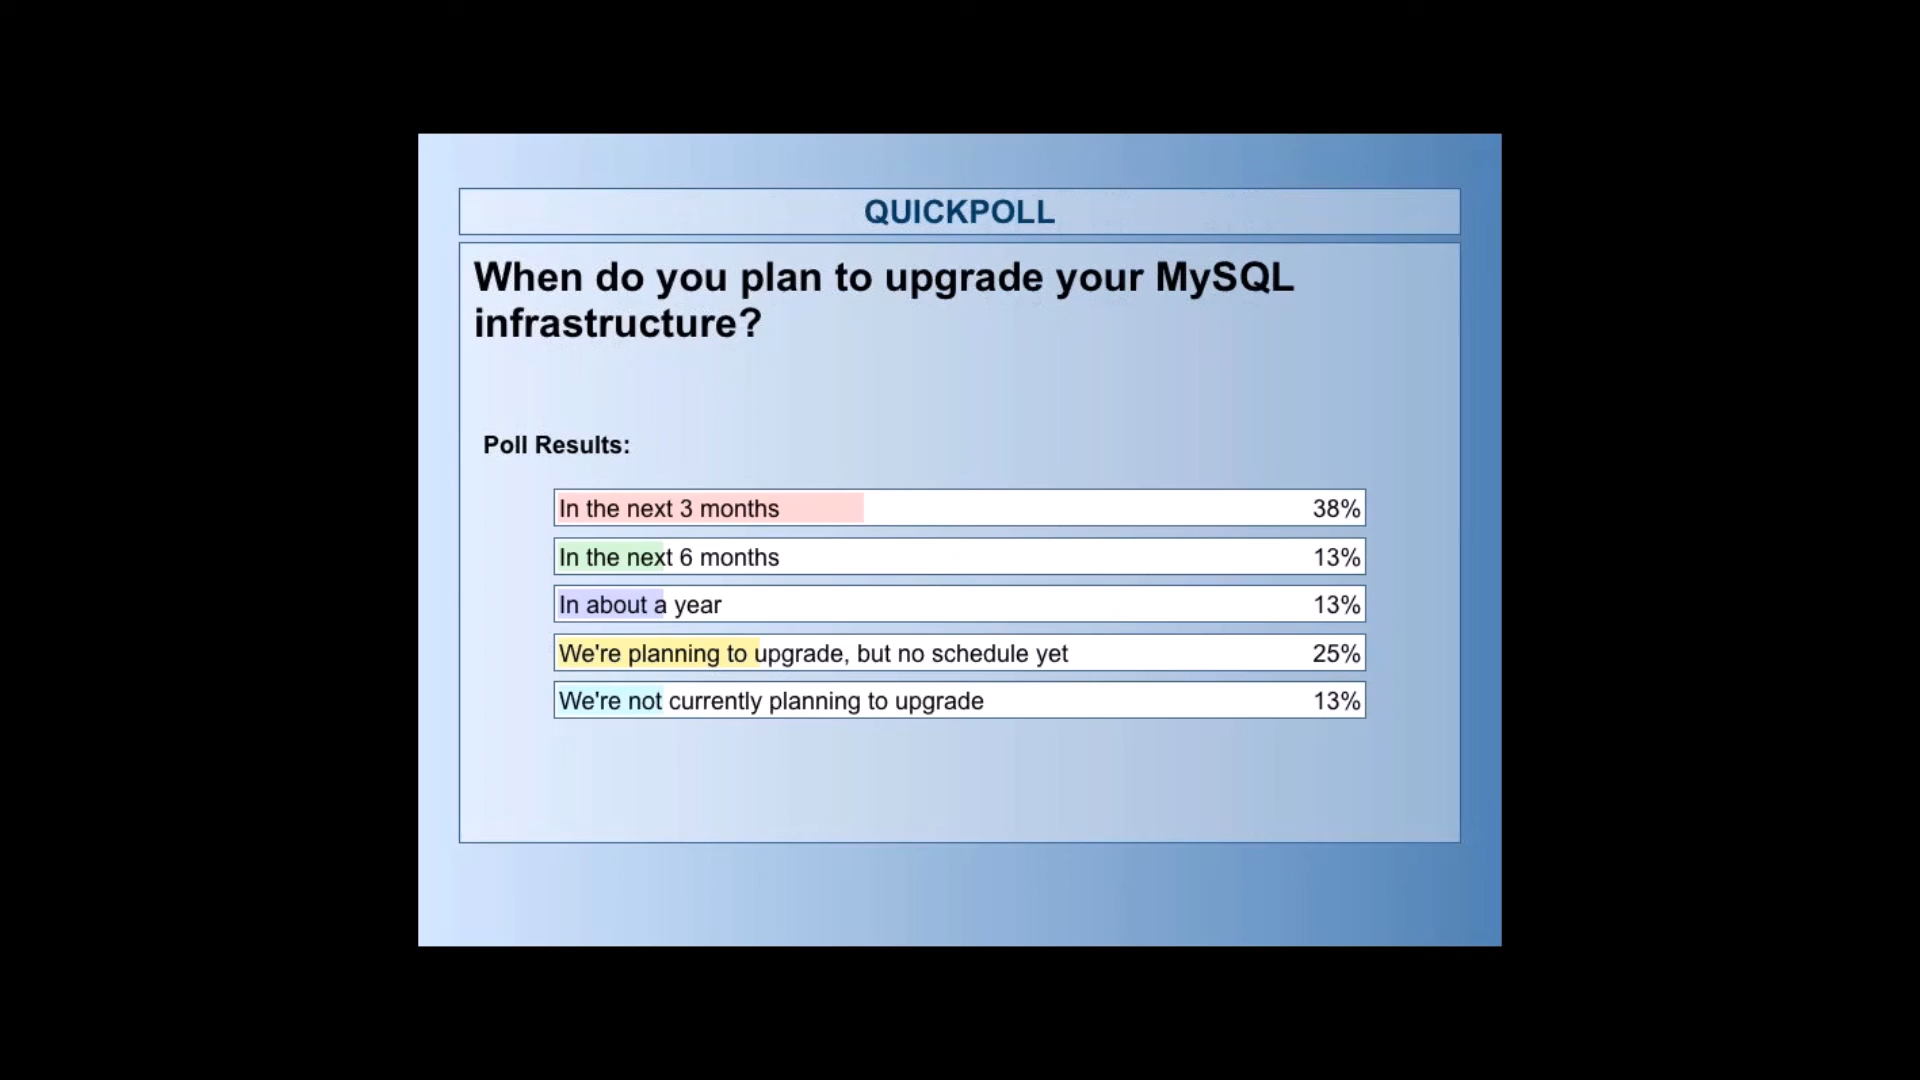 QUICKPOLL
When do you plan to upgrade your MySQL
infrastructure?
Poll Results:
In the next 3 months 38%
In the next 6 months 13%
In about a year 13%
We're planning to upgrade, but no schedule yet 25%
We're not currently planning to upgrade 13%